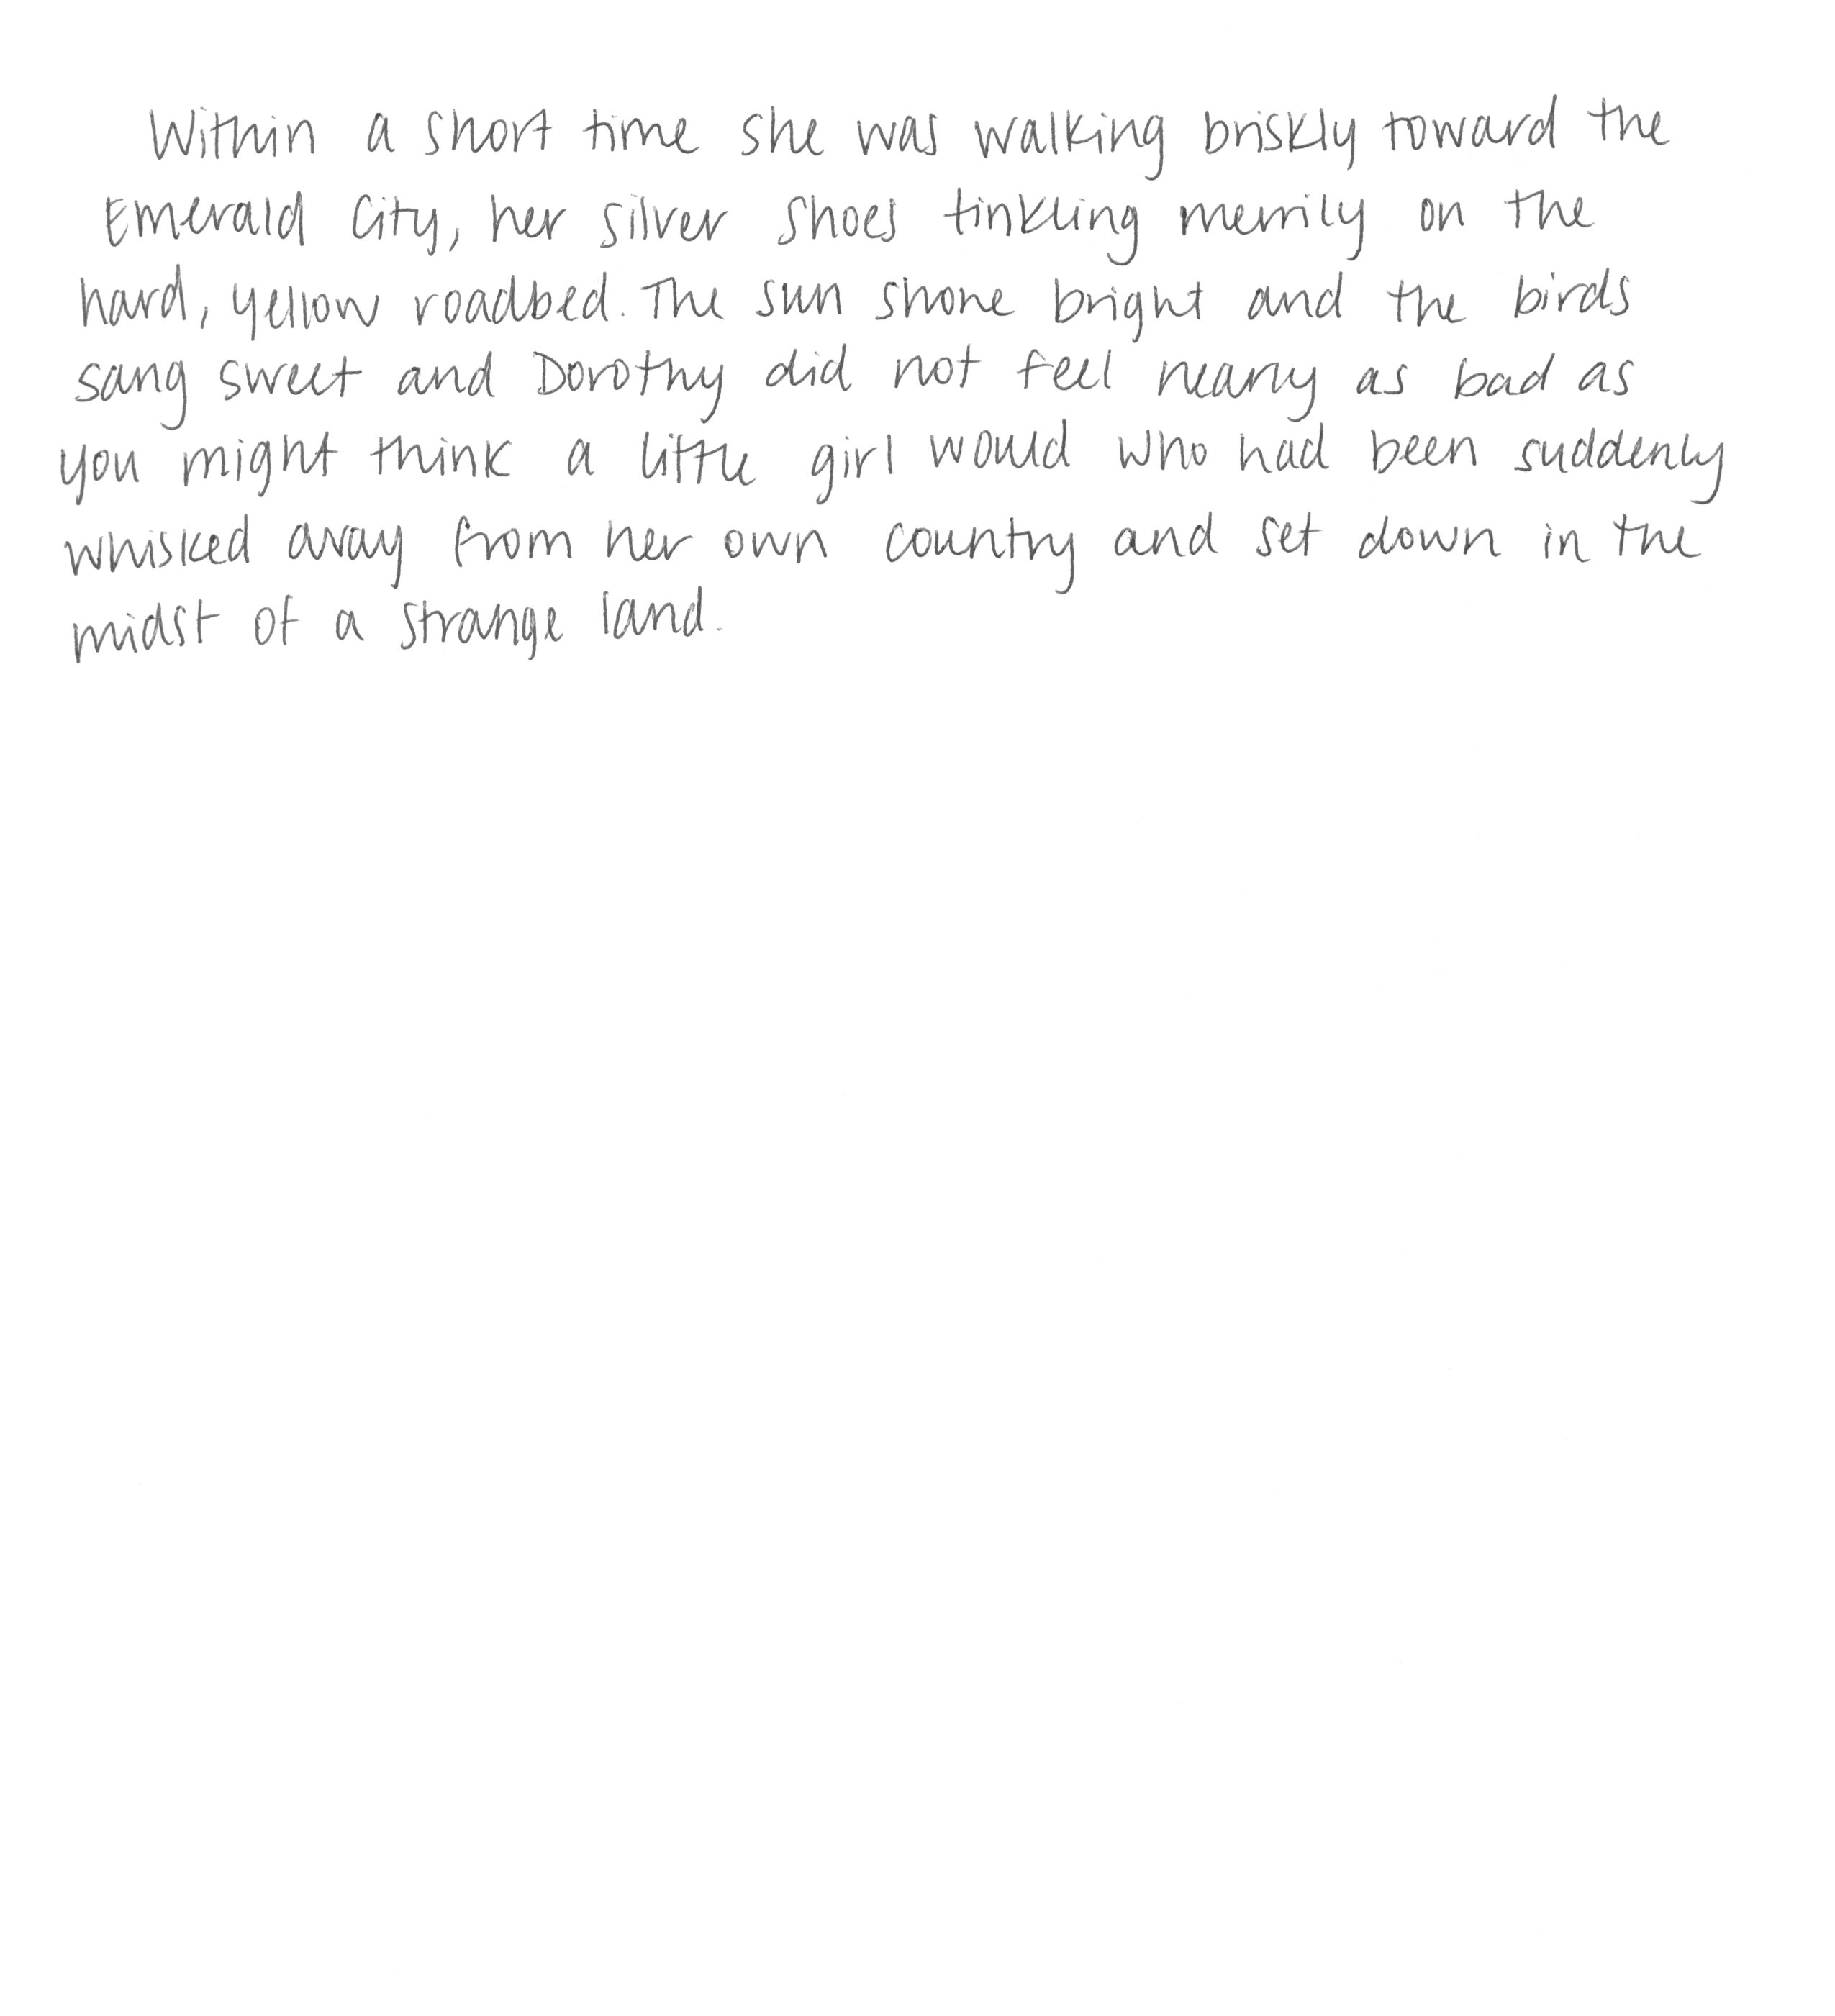 Within a short time she was walking briskly toward the
Emerald City, her silver shoes tinkling merrily on the
hard, yellow roadbed. The sun shone bright and the birds
sang sweet and Dorothy did not feel nearly as bad as
you might think a little girl would who had been suddenly
whisked away from her own country and set down in the
midst of a strange land.